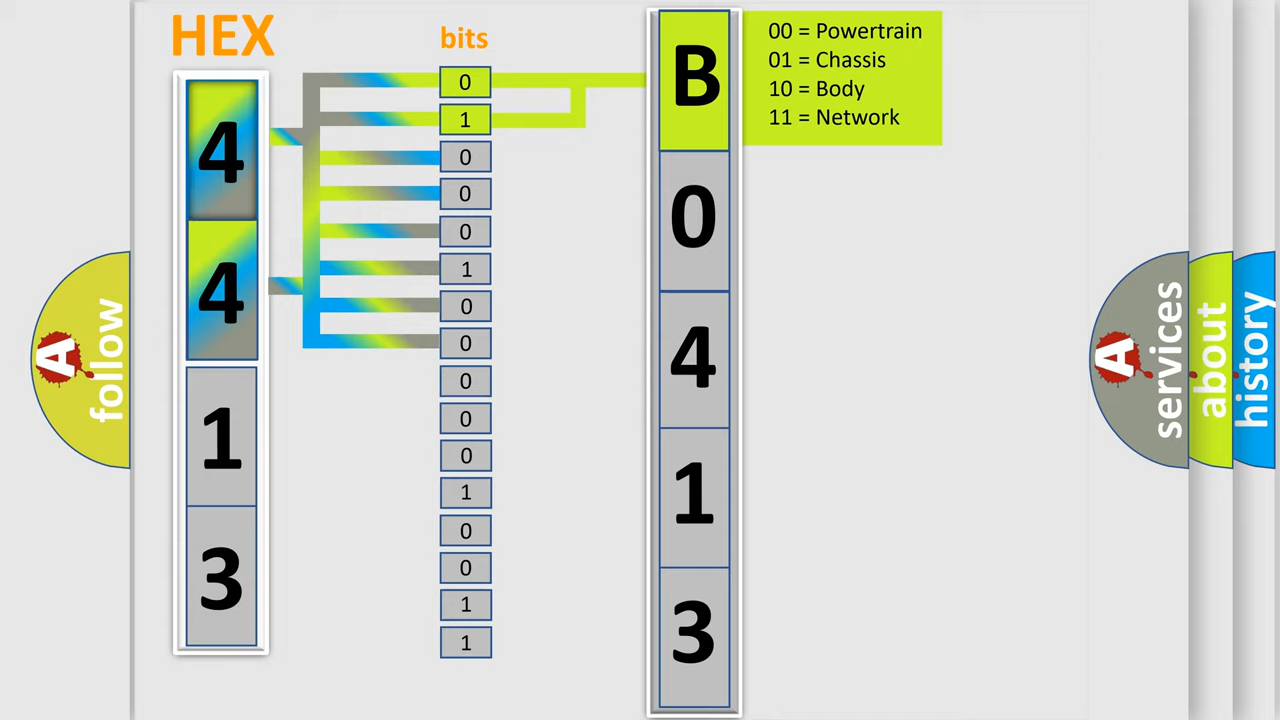 HEX
bits
4
4
1
3
0
1
0
0
0
1
0
0
0
0
0
1
0
0
1
1
B
0
4
1
3
00 = Powertrain
01 = Chassis
10 = Body
11 = Network
A
follow
A
services
about
history